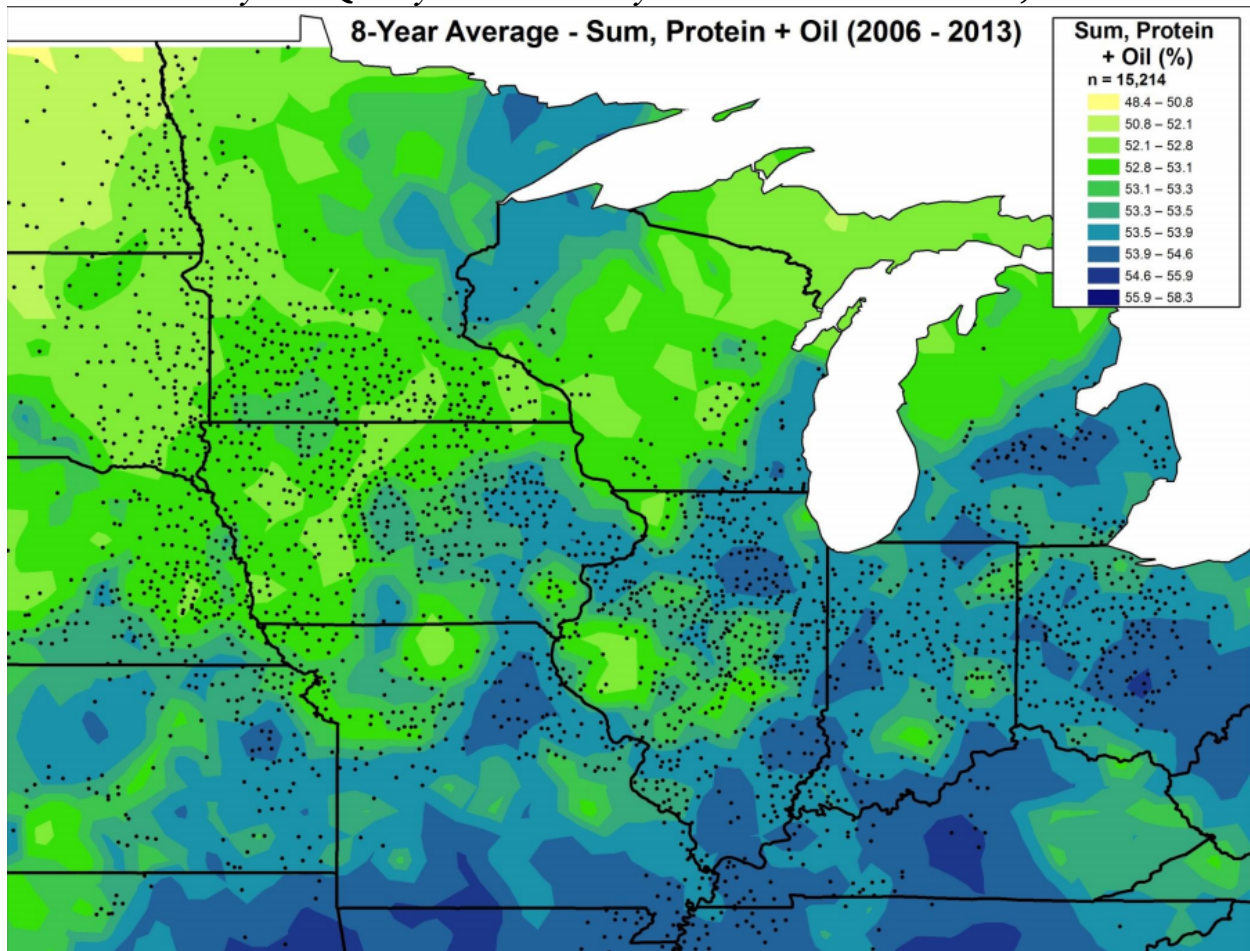 8-Year Average - Sum, Protein + Oil (2006 - 2013)
Sum, Protein
+ Oil (%)
n = 15,214
48.4 – 50.8
50.8 – 52.1
52.1 – 52.8
52.8 – 53.1
53.1 – 53.3
53.3 – 53.5
53.5 – 53.9
53.9 – 54.6
54.6 – 55.9
55.9 – 58.3